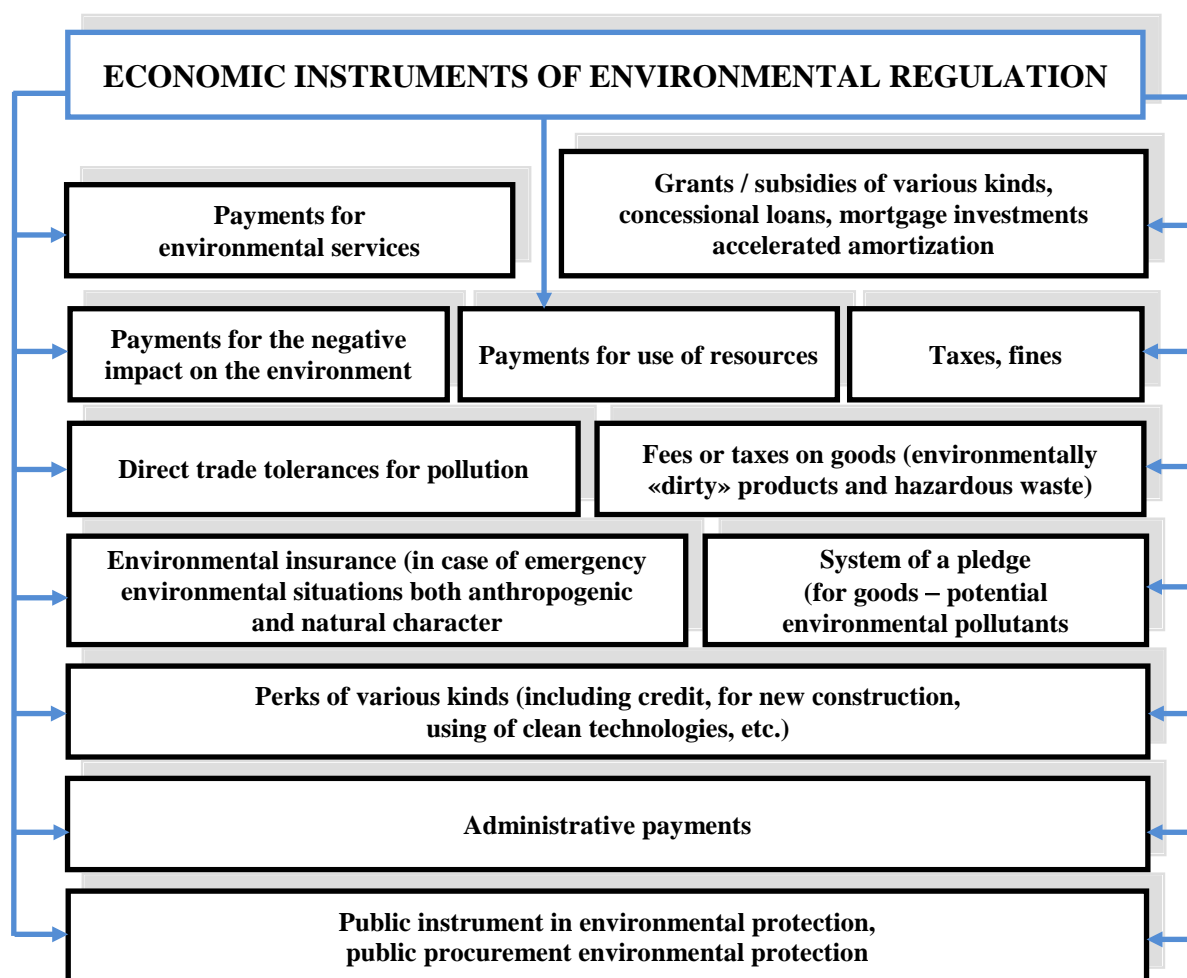 ECONOMIC INSTRUMENTS OF ENVIRONMENTAL REGULATION
Payments for
environmental services
Grants / subsidies of various kinds,
concessional loans, mortgage investments
accelerated amortization
Payments for the negative
impact on the environment
Payments for use of resources
Taxes, fines
Direct trade tolerances for pollution
Fees or taxes on goods (environmentally
«dirty» products and hazardous waste)
Environmental insurance (in case of emergency
environmental situations both anthropogenic
and natural character
System of a pledge
(for goods – potential
environmental pollutants
Perks of various kinds (including credit, for new construction,
using of clean technologies, etc.)
Administrative payments
Public instrument in environmental protection,
public procurement environmental protection